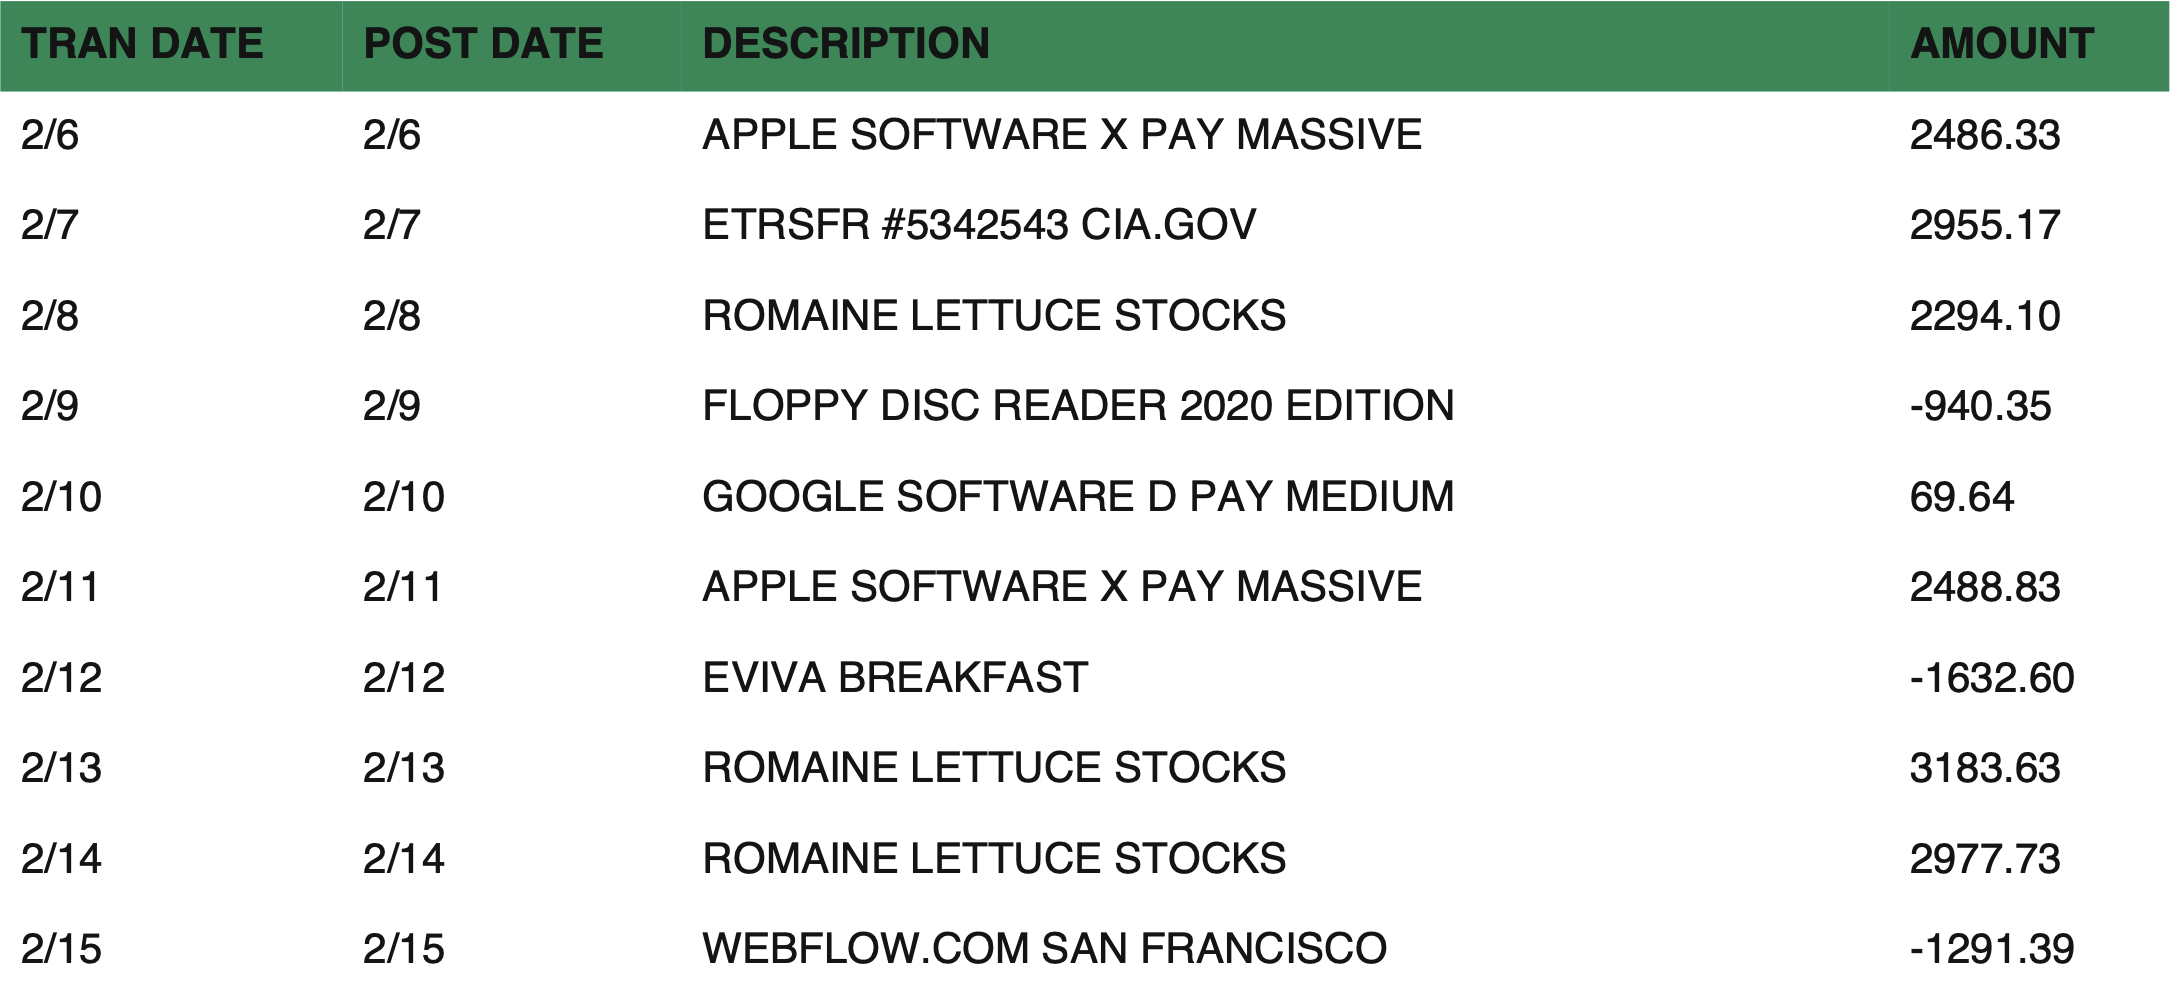 TRAN DATE POST DATE DESCRIPTION AMOUNT
2/6 2/6 APPLE SOFTWARE X PAY MASSIVE 2486.33
2/7 2/7 ETRSFR #5342543 CIA.GOV 2955.17
2/8 2/8 ROMAINE LETTUCE STOCKS 2294.10
2/9 2/9 FLOPPY DISC READER 2020 EDITION -940.35
2/10 2/10 GOOGLE SOFTWARE D PAY MEDIUM 69.64
2/11 2/11 APPLE SOFTWARE X PAY MASSIVE 2488.83
2/12 2/12 EVIVA BREAKFAST -1632.60
2/13 2/13 ROMAINE LETTUCE STOCKS 3183.63
2/14 2/14 ROMAINE LETTUCE STOCKS 2977.73
2/15 2/15 WEBFLOW.COM SAN FRANCISCO -1291.39